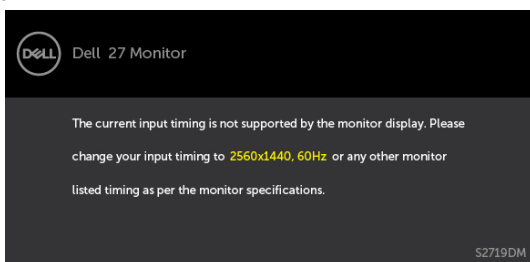 DELL
Dell 27 Monitor
The current input timing is not supported by the monitor display. Please
change your input timing to 2560x1440, 60Hz or any other monitor
listed timing as per the monitor specifications.
S2719DM